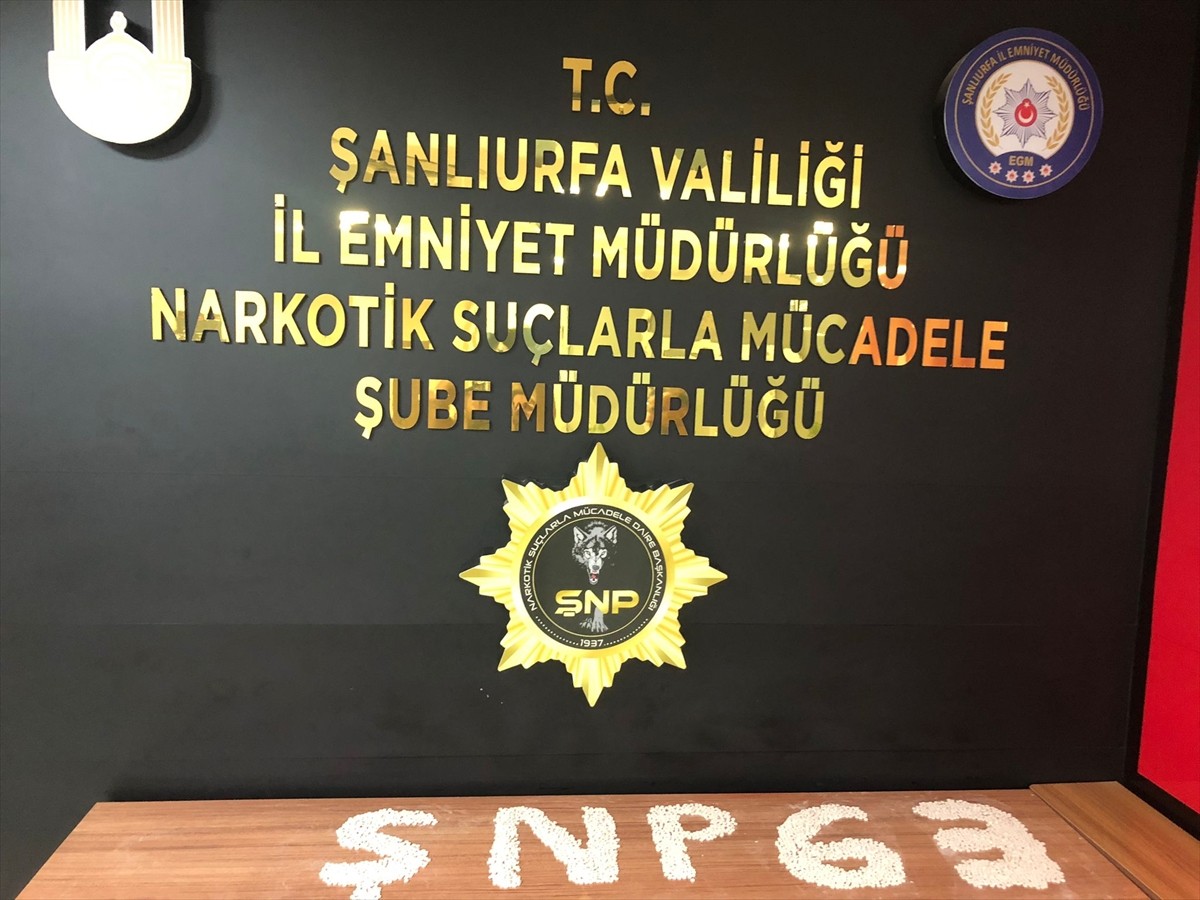 T.C.
ŞANLIURFA VALİLİĞİ
İL EMNİYET MÜDÜRLÜĞÜ
NARKOTİK SUÇLARLA MÜCADELE
ŞUBE MÜDÜRLÜĞÜ
ŞANLIURFA İL EMNİYET MÜDÜRLÜĞÜ
EGM
NARKOTİK SUÇLARLA MÜCADELE DAİRE BAŞKANLIĞI
ŞNP
1937
ŞNP63